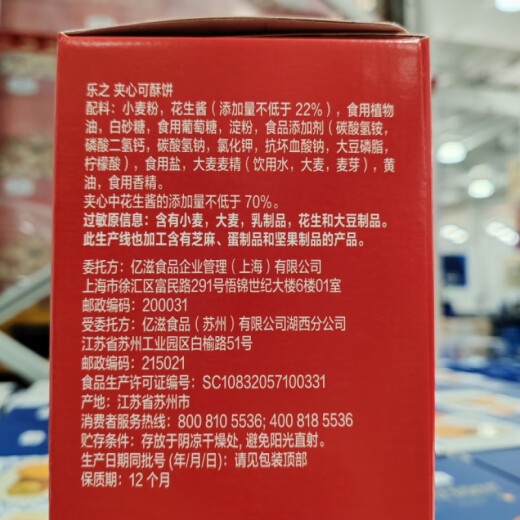 乐之 夹心可酥饼
配料：小麦粉，花生酱（添加量不低于 22%），食用植物
油，白砂糖，食用葡萄糖，淀粉，食品添加剂（碳酸氢铵，
磷酸二氢钙，碳酸氢钠，氯化钾，抗坏血酸钠，大豆磷脂，
柠檬酸），食用盐，大麦麦精（饮用水，大麦，麦芽），黄
油，食用香精。
夹心中花生酱的添加量不低于 70%。
过敏原信息：含有小麦，大麦，乳制品，花生和大豆制品。
此生产线也加工含有芝麻、蛋制品和坚果制品的产品。
委托方：亿滋食品企业管理（上海）有限公司
上海市徐汇区富民路291号悟锦世纪大楼6楼01室
邮政编码：200031
受委托方：亿滋食品（苏州）有限公司湖西分公司
江苏省苏州工业园区白榆路51号
邮政编码：215021
食品生产许可证编号：SC10832057100331
产地：江苏省苏州市
消费者服务热线：800 810 5536; 400 818 5536
贮存条件：存放于阴凉干燥处, 避免阳光直射。
生产日期同批号 (年/月/日)：请见包装顶部
保质期：12 个月